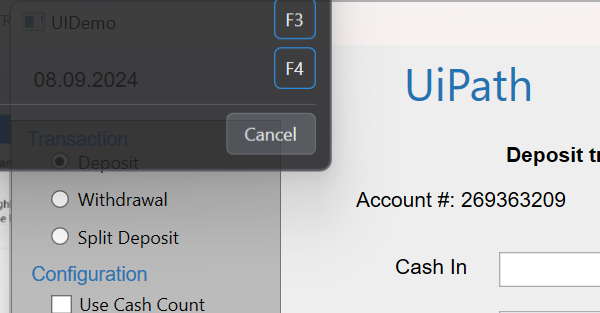 UIDemo
F3
08.09.2024
F4
UiPath
Transaction
Cancel
Deposit
Deposit t
Withdrawal
Account #: 269363209
Split Deposit
Configuration
Cash In
Use Cash Count